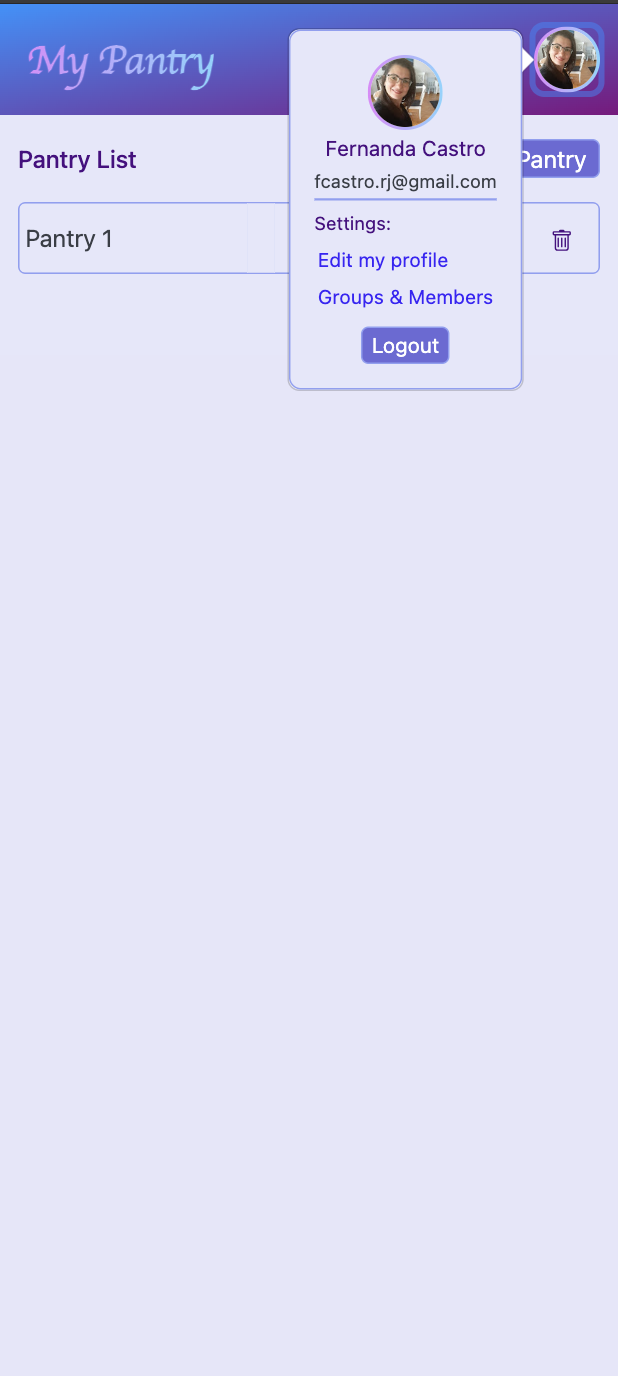 My Pantry
Fernanda Castro
fcastro.rj@gmail.com
Settings:
Edit my profile
Groups & Members
Logout
Pantry List
Pantry
Pantry 1